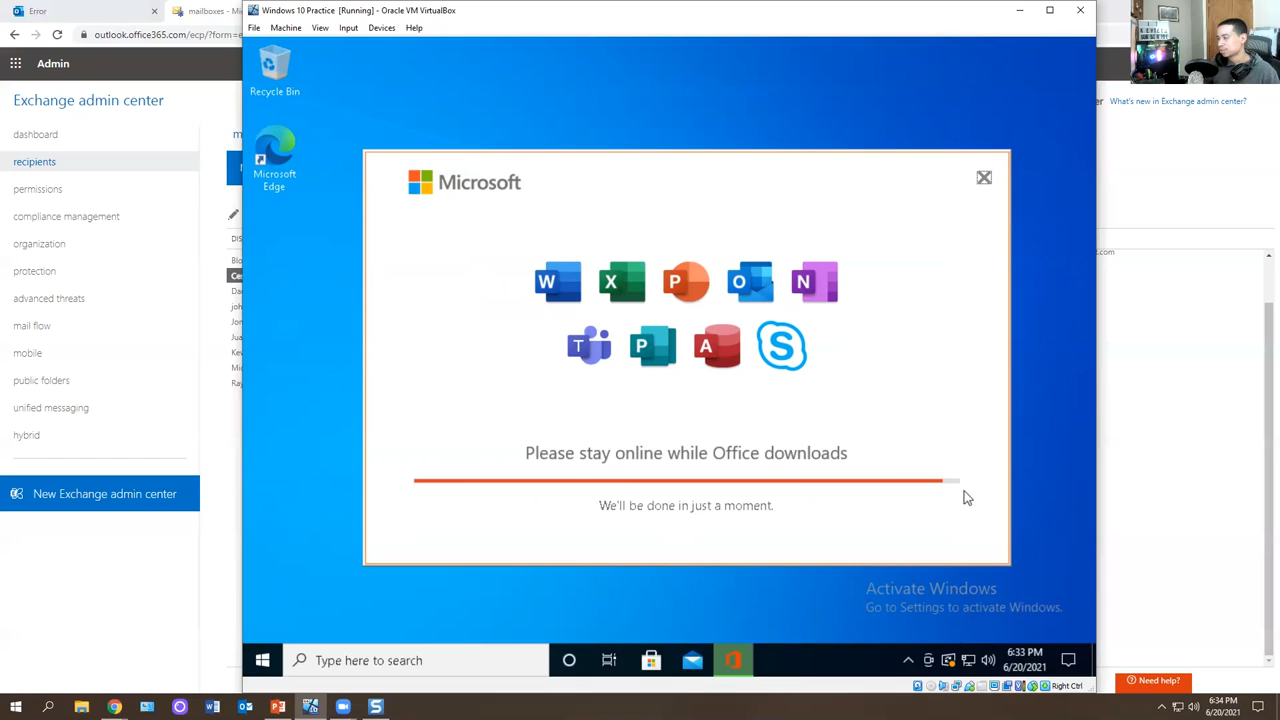 Error
mailboxes - Mi
outlook.office365.com/ecp/?form=e
Windows 10 Practice [Running] - Oracle VM VirtualBox
File Machine View Input Devices Help
Admin
Exchange admin center
What's new in Exchange admin center?
dashboard
recipients
permissions
compliance management
organization
protection
advanced threats
mail flow
mobile
public folders
unified messaging
hybrid
New Exchange admin center
Recycle Bin
Microsoft Edge
Microsoft
W X P O N
T P A S
Please stay online while Office downloads
We'll be done in just a moment.
Activate Windows
Go to Settings to activate Windows.
Type here to search
6:33 PM
6/20/2021
Right Ctrl
Need help?
6:34 PM
6/20/2021